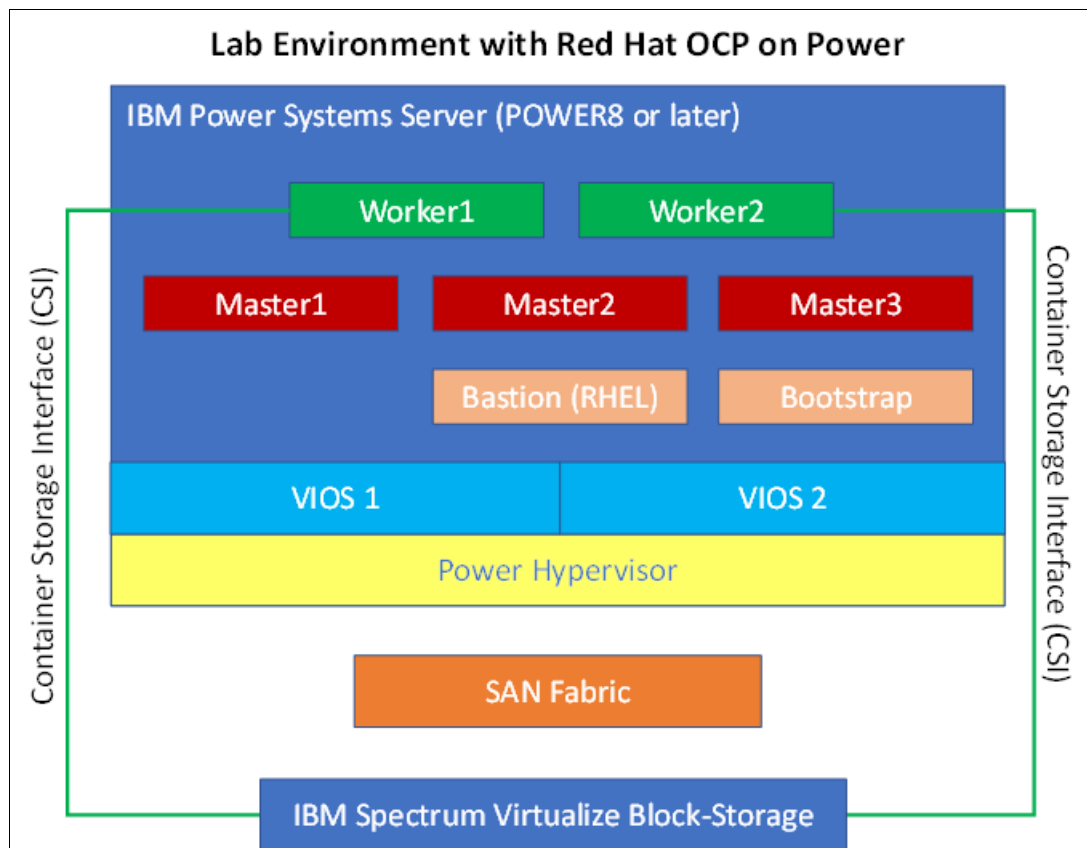 Lab Environment with Red Hat OCP on Power
IBM Power Systems Server (POWER8 or later)
Worker1
Worker2
Master1
Master2
Master3
Bastion (RHEL)
Bootstrap
VIOS 1
VIOS 2
Power Hypervisor
Container Storage Interface (CSI)
Container Storage Interface (CSI)
SAN Fabric
IBM Spectrum Virtualize Block-Storage